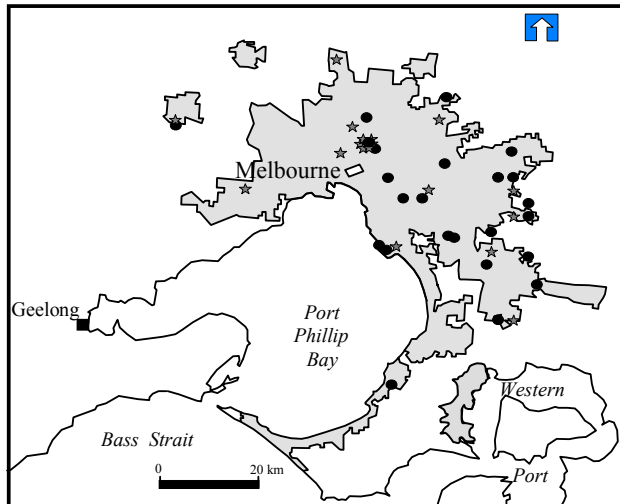 Melbourne
Geelong
Port
Phillip
Bay
Western
Bass Strait
Port
0
20 km